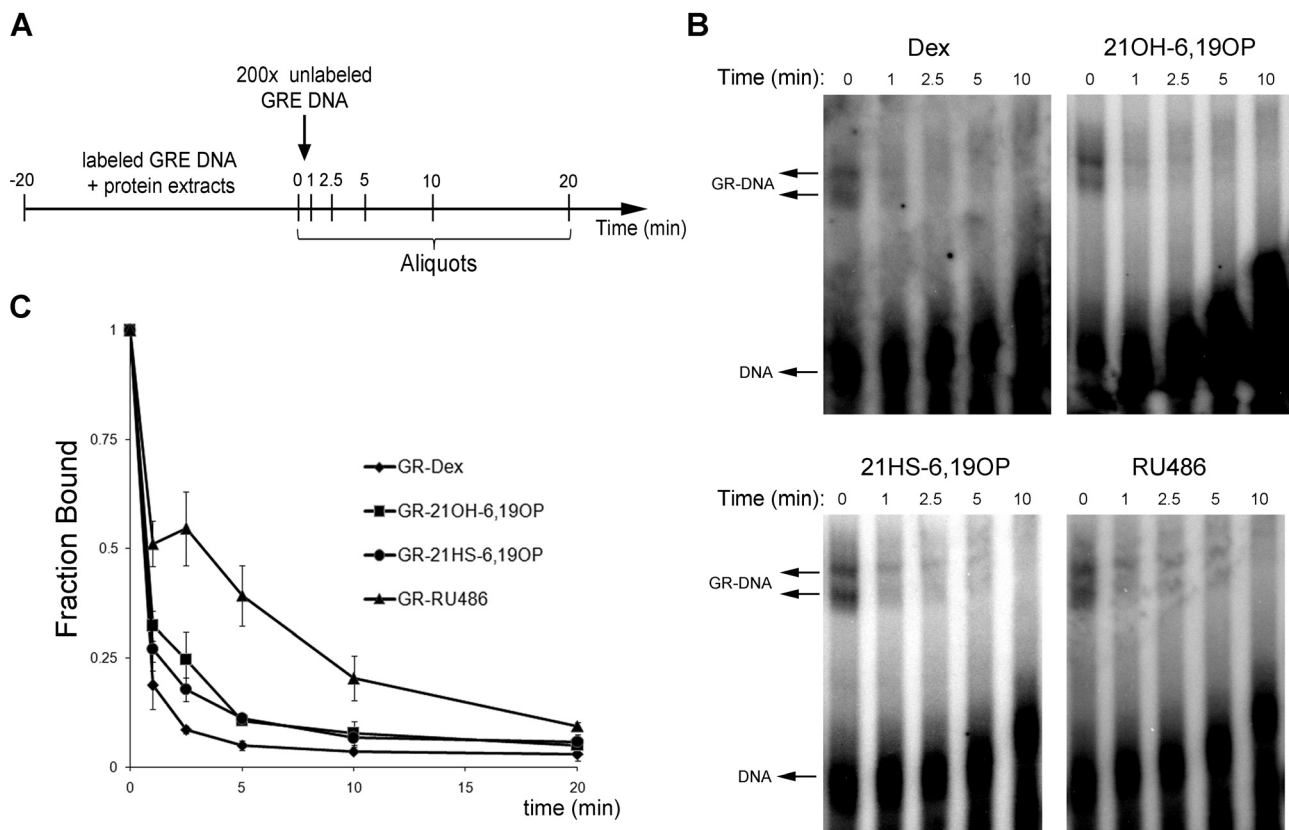 A
200x unlabeled
GRE DNA
labeled GRE DNA
+ protein extracts
-20 0 1 2.5 5 10 20
Time (min)
Aliquots
B
Dex
Time (min): 0 1 2.5 5 10
21OH-6,19OP
0 1 2.5 5 10
GR-DNA
DNA
21HS-6,19OP
Time (min): 0 1 2.5 5 10
RU486
0 1 2.5 5 10
GR-DNA
DNA
C
Fraction Bound
1
0.75
0.5
0.25
0
GR-Dex
GR-21OH-6,19OP
GR-21HS-6,19OP
GR-RU486
0 5 10 15 20
time (min)